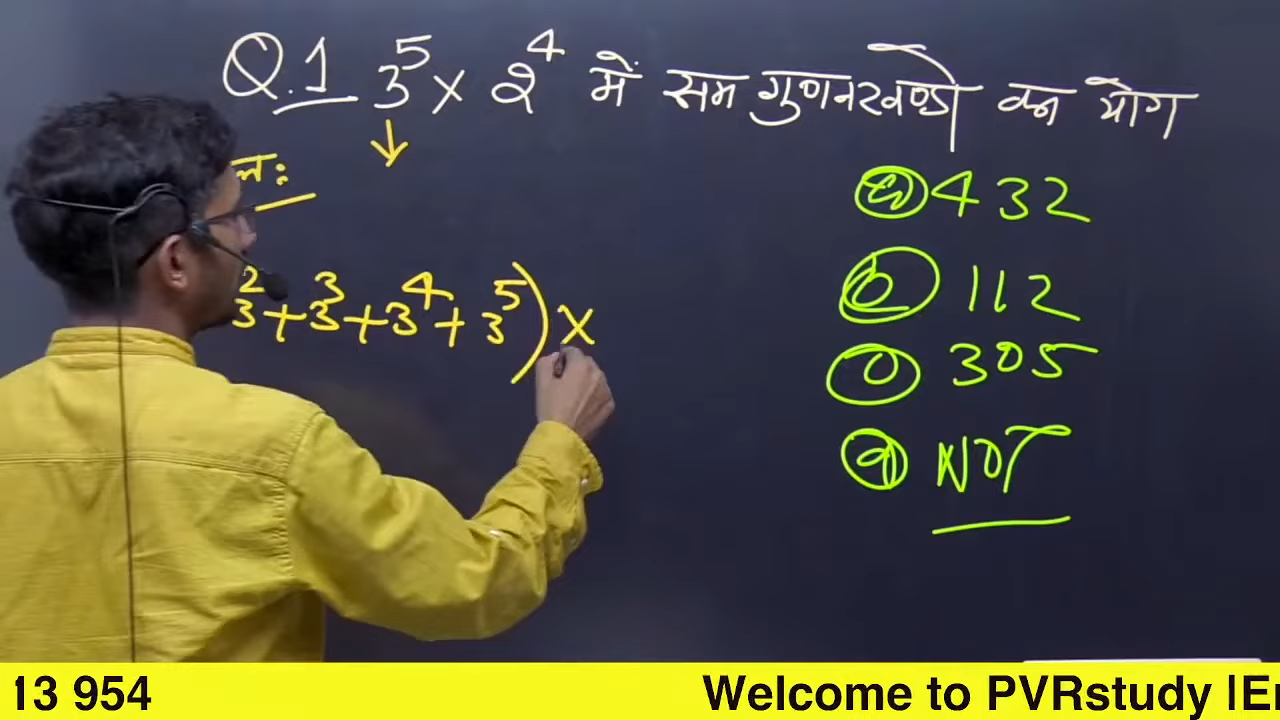 Q.1 3⁵ × 2⁴ में सम गुणनखण्डो का योग
ल:
3² + 3³ + 3⁴ + 3⁵) ×
432
112
305
NOT
13 954 Welcome to PVRstudy |E